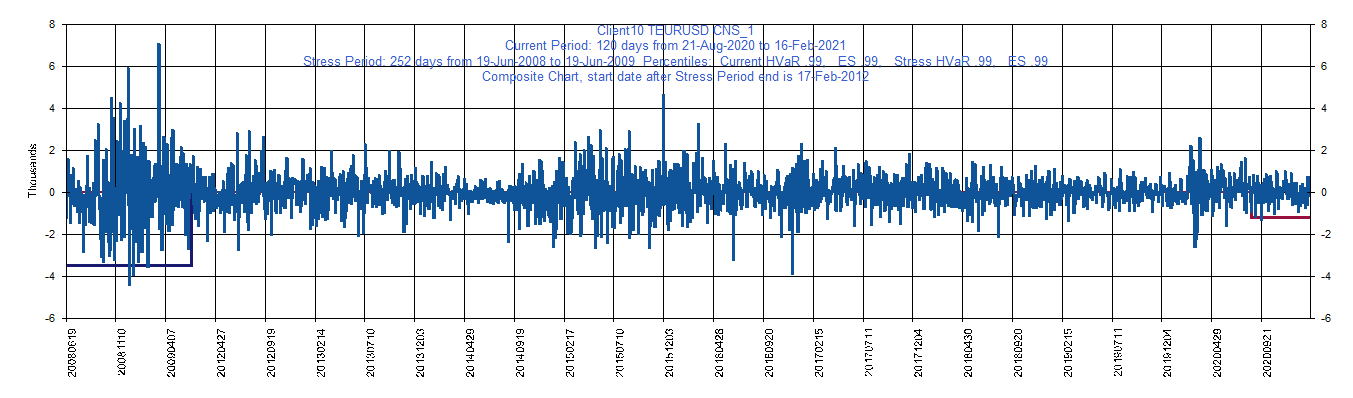 Client10 TEURUSD CNS_1
Current Period: 120 days from 21-Aug-2020 to 16-Feb-2021
Stress Period: 252 days from 19-Jun-2008 to 19-Jun-2009 Percentiles: Current HVaR .99, ES .99, Stress HVaR .99, ES .99
Composite Chart, start date after Stress Period end is 17-Feb-2012
8 8
6 6
4 4
2 2
Thousands
0 0
-2 -2
-4 -4
-6 -6
20080619 20081110 20090407 20120427 20120919 20130214 20130710 20131203 20140429 20140919 20150217 20150710 20151203 20160428 20160920 20170215 20170711 20171204 20180430 20180920 20190215 20190711 20191204 20200429 20200921